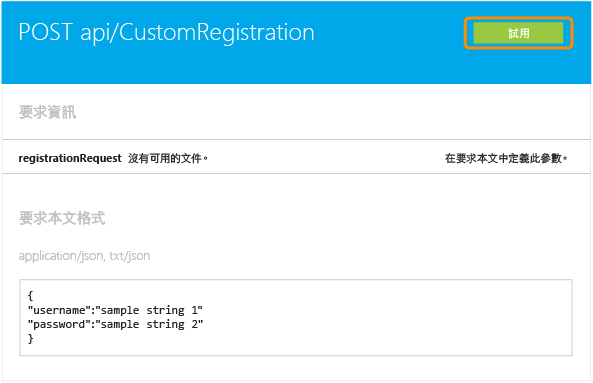 POST api/CustomRegistration
試用
要求資訊
registrationRequest 沒有可用的文件。
在要求本文中定義此參數。
要求本文格式
application/json, txt/json
{
"username":"sample string 1"
"password":"sample string 2"
}